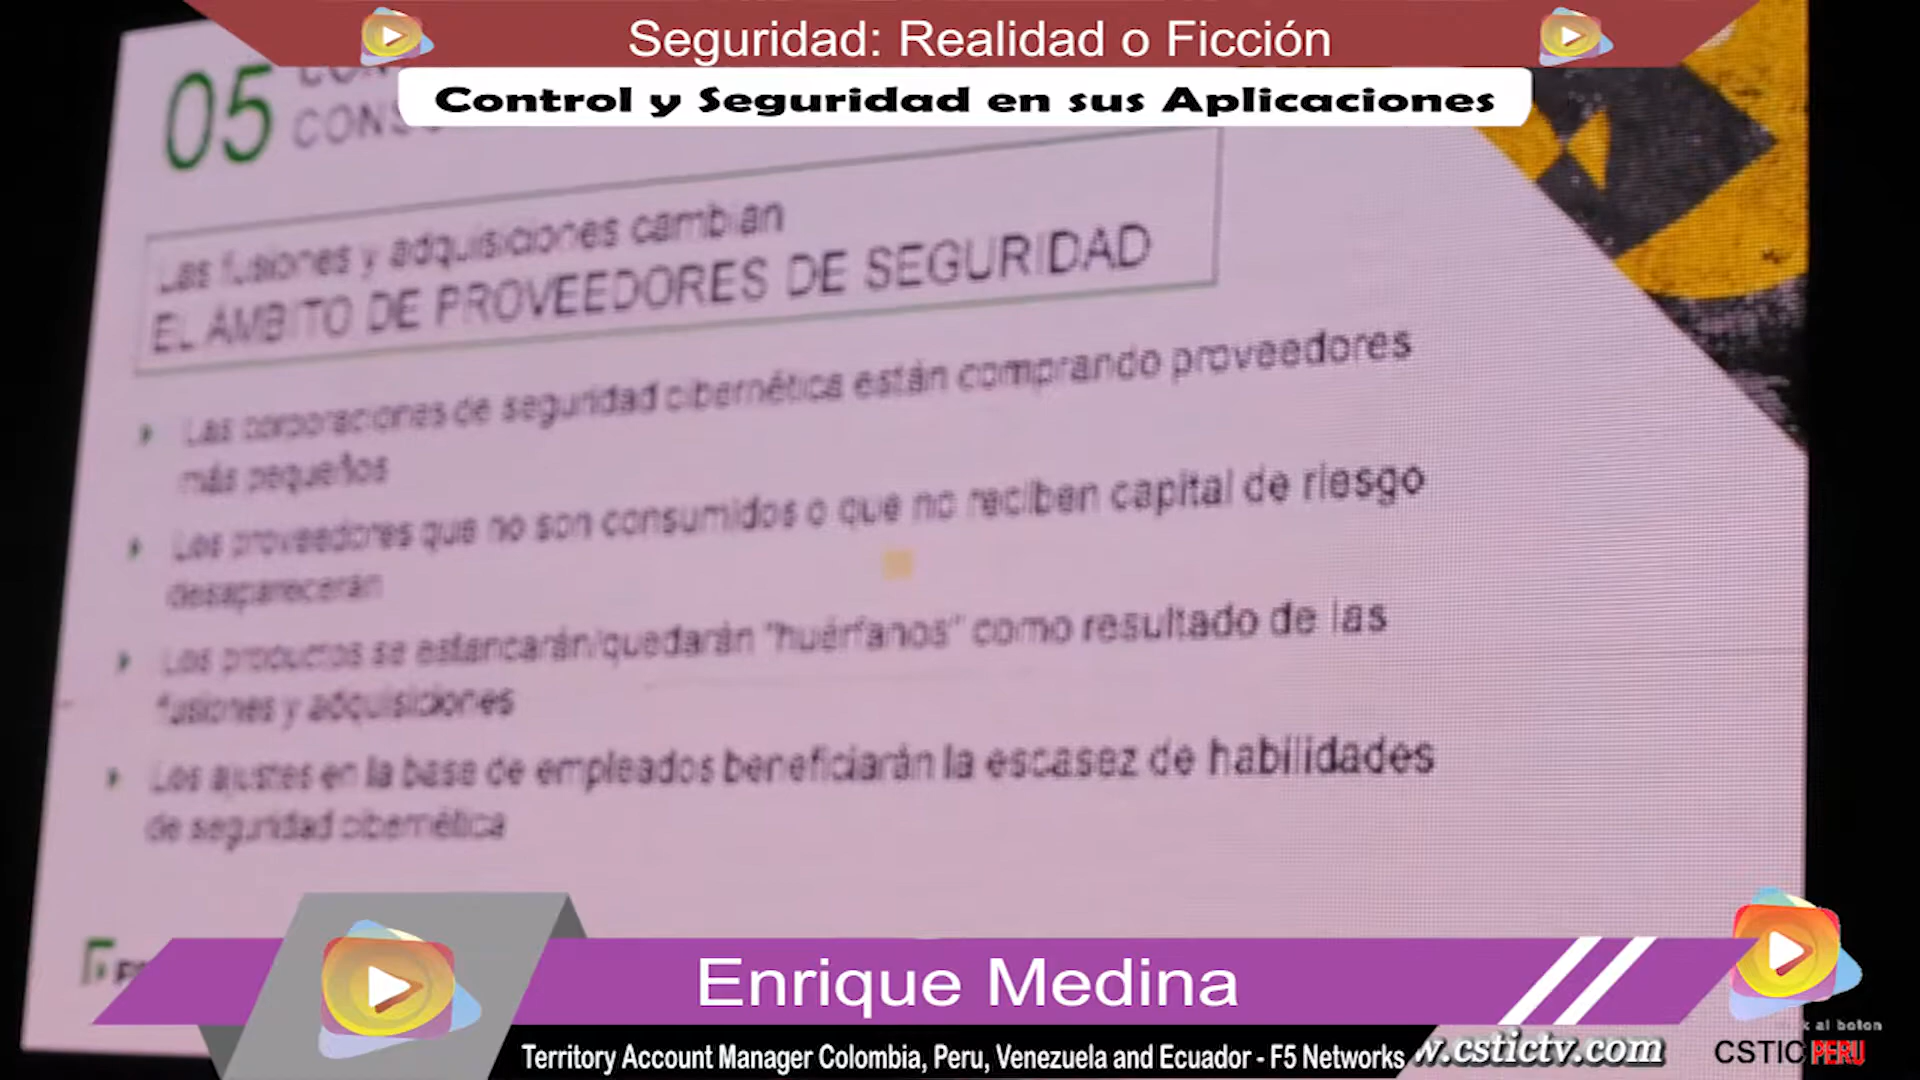 Seguridad: Realidad o Ficción
Control y Seguridad en sus Aplicaciones
05
CONS
Las fusiones y adquisiciones cambian
EL ÁMBITO DE PROVEEDORES DE SEGURIDAD
Las corporaciones de seguridad cibernética están comprando proveedores
más pequeños
Los proveedores que no son consumidos o que no reciben capital de riesgo
desaparecerán
Los productos se estancarán/quedarán "huérfanos" como resultado de las
fusiones y adquisiciones
Los ajustes en la base de empleados beneficiarán la escasez de habilidades
de seguridad cibernética
Enrique Medina
Territory Account Manager Colombia, Peru, Venezuela and Ecuador - F5 Networks
w.cstictv.com
k al boton
CSTIC PERU